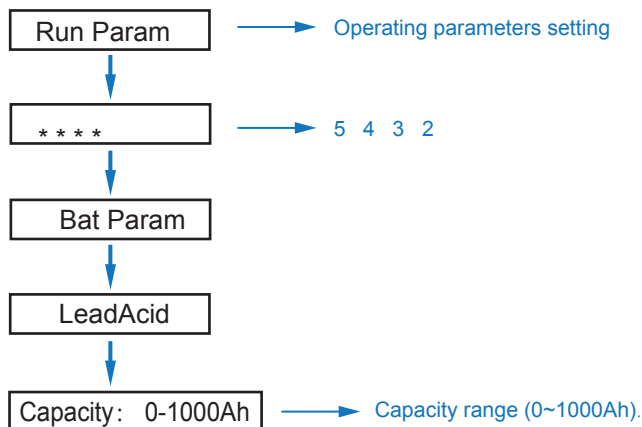 Run Param
Operating parameters setting
* * * *
5 4 3 2
Bat Param
LeadAcid
Capacity: 0-1000Ah
Capacity range (0~1000Ah).